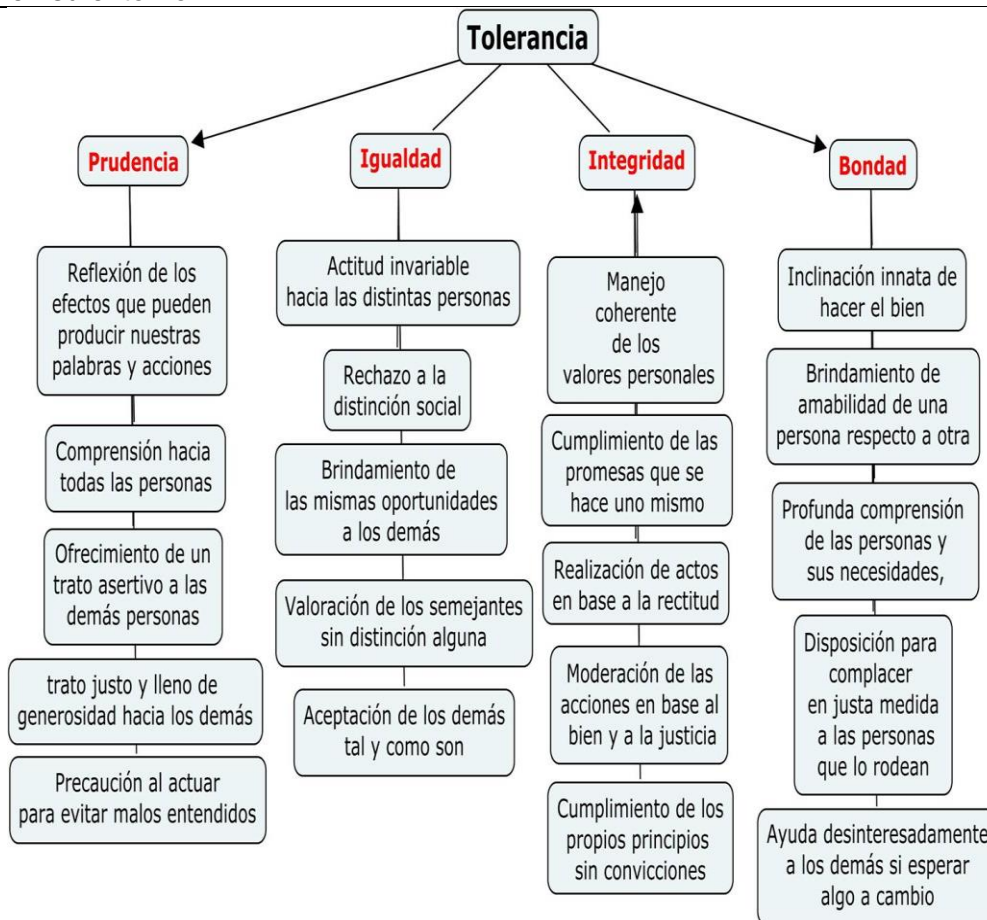 Tolerancia
Prudencia
Reflexión de los
efectos que pueden
producir nuestras
palabras y acciones
Comprensión hacia
todas las personas
Ofrecimiento de un
trato asertivo a las
demás personas
trato justo y lleno de
generosidad hacia los demás
Precaución al actuar
para evitar malos entendidos
Igualdad
Actitud invariable
hacia las distintas personas
Rechazo a la
distinción social
Brindamiento de
las mismas oportunidades
a los demás
Valoración de los semejantes
sin distinción alguna
Aceptación de los demás
tal y como son
Integridad
Manejo
coherente
de los
valores personales
Cumplimiento de las
promesas que se
hace uno mismo
Realización de actos
en base a la rectitud
Moderación de las
acciones en base al
bien y a la justicia
Cumplimiento de los
propios principios
sin convicciones
Bondad
Inclinación innata de
hacer el bien
Brindamiento de
amabilidad de una
persona respecto a otra
Profunda comprensión
de las personas y
sus necesidades,
Disposición para
complacer
en justa medida
a las personas
que lo rodean
Ayuda desinteresadamente
a los demás si esperar
algo a cambio